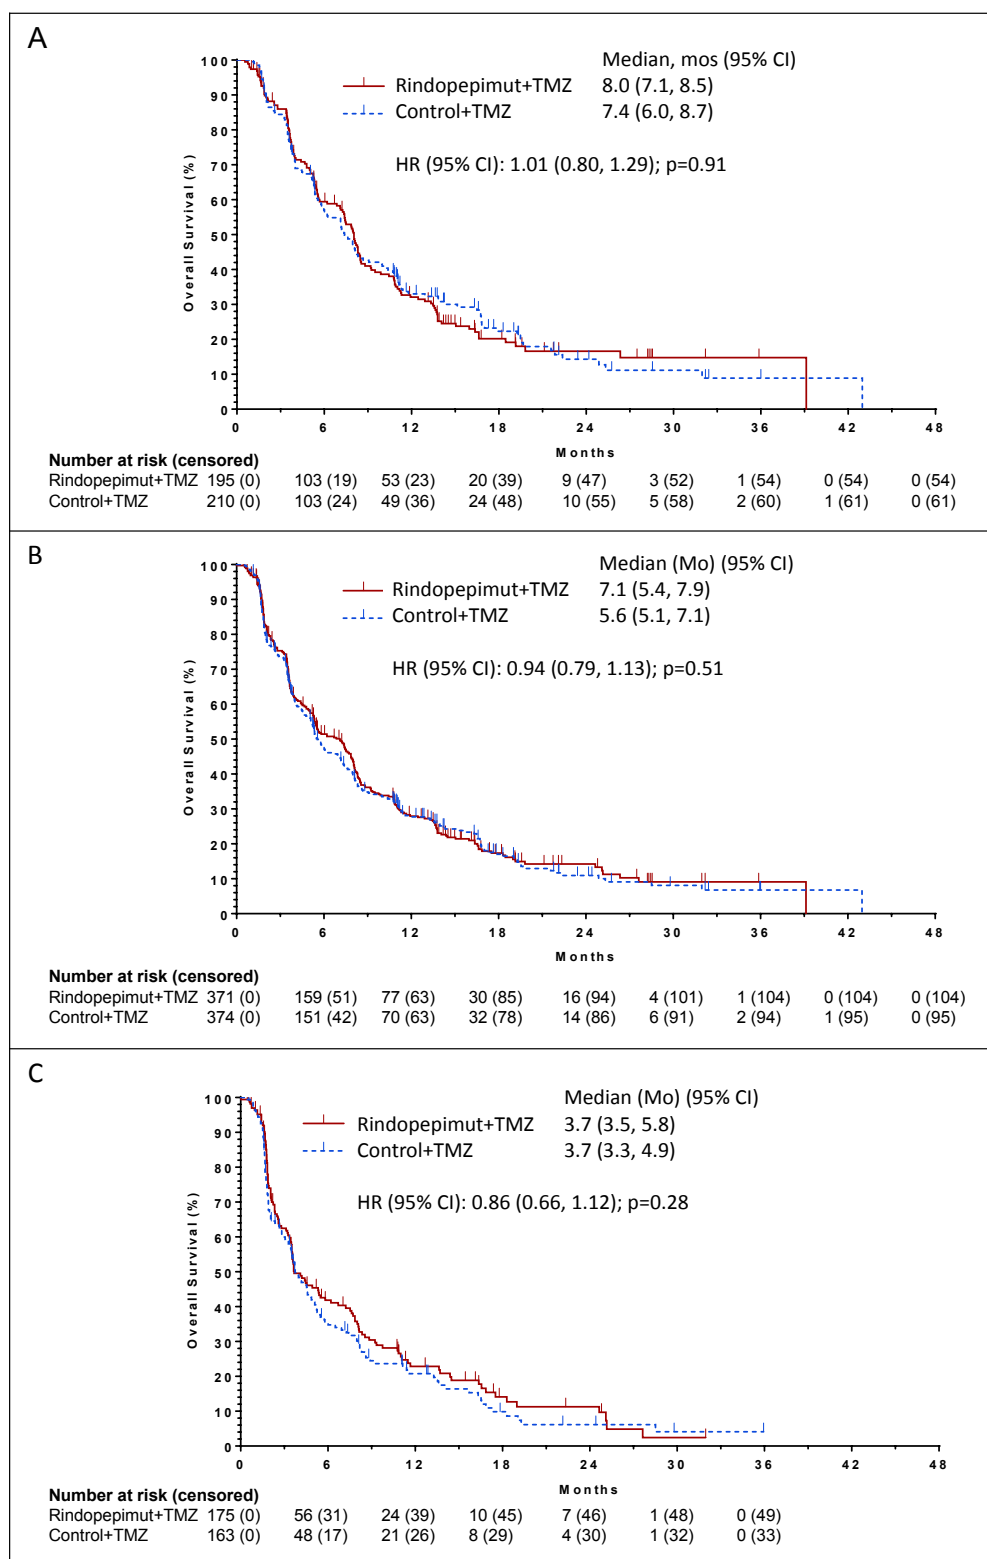 A
Median, mos (95% CI)
Rindopepimut+TMZ 8.0 (7.1, 8.5)
Control+TMZ 7.4 (6.0, 8.7)
HR (95% CI): 1.01 (0.80, 1.29); p=0.91
Overall Survival (%)
100
90
80
70
60
50
40
30
20
10
0
0 6 12 18 24 30 36 42 48
Months
Number at risk (censored)
Rindopepimut+TMZ 195 (0) 103 (19) 53 (23) 20 (39) 9 (47) 3 (52) 1 (54) 0 (54) 0 (54)
Control+TMZ 210 (0) 103 (24) 49 (36) 24 (48) 10 (55) 5 (58) 2 (60) 1 (61) 0 (61)
B
Median (Mo) (95% CI)
Rindopepimut+TMZ 7.1 (5.4, 7.9)
Control+TMZ 5.6 (5.1, 7.1)
HR (95% CI): 0.94 (0.79, 1.13); p=0.51
Overall Survival (%)
100
90
80
70
60
50
40
30
20
10
0
0 6 12 18 24 30 36 42 48
Months
Number at risk (censored)
Rindopepimut+TMZ 371 (0) 159 (51) 77 (63) 30 (85) 16 (94) 4 (101) 1 (104) 0 (104) 0 (104)
Control+TMZ 374 (0) 151 (42) 70 (63) 32 (78) 14 (86) 6 (91) 2 (94) 1 (95) 0 (95)
C
Median (Mo) (95% CI)
Rindopepimut+TMZ 3.7 (3.5, 5.8)
Control+TMZ 3.7 (3.3, 4.9)
HR (95% CI): 0.86 (0.66, 1.12); p=0.28
Overall Survival (%)
100
90
80
70
60
50
40
30
20
10
0
0 6 12 18 24 30 36 42 48
Months
Number at risk (censored)
Rindopepimut+TMZ 175 (0) 56 (31) 24 (39) 10 (45) 7 (46) 1 (48) 0 (49)
Control+TMZ 163 (0) 48 (17) 21 (26) 8 (29) 4 (30) 1 (32) 0 (33)